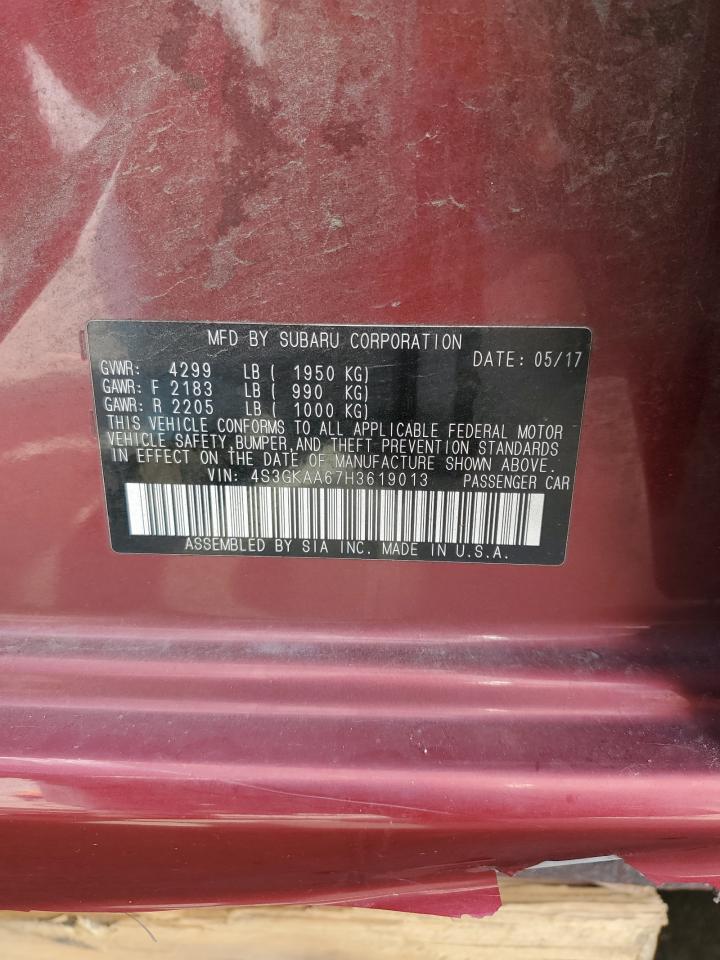 MFD BY SUBARU CORPORATION
DATE: 05/17
GVWR: 4299 LB ( 1950 KG)
GAWR: F 2183 LB ( 990 KG)
GAWR: R 2205 LB ( 1000 KG)
THIS VEHICLE CONFORMS TO ALL APPLICABLE FEDERAL MOTOR
VEHICLE SAFETY,BUMPER,AND THEFT PREVENTION STANDARDS
IN EFFECT ON THE DATE OF MANUFACTURE SHOWN ABOVE.
VIN: 4S3GKAA67H3619013 PASSENGER CAR
ASSEMBLED BY SIA INC. MADE IN U.S.A.